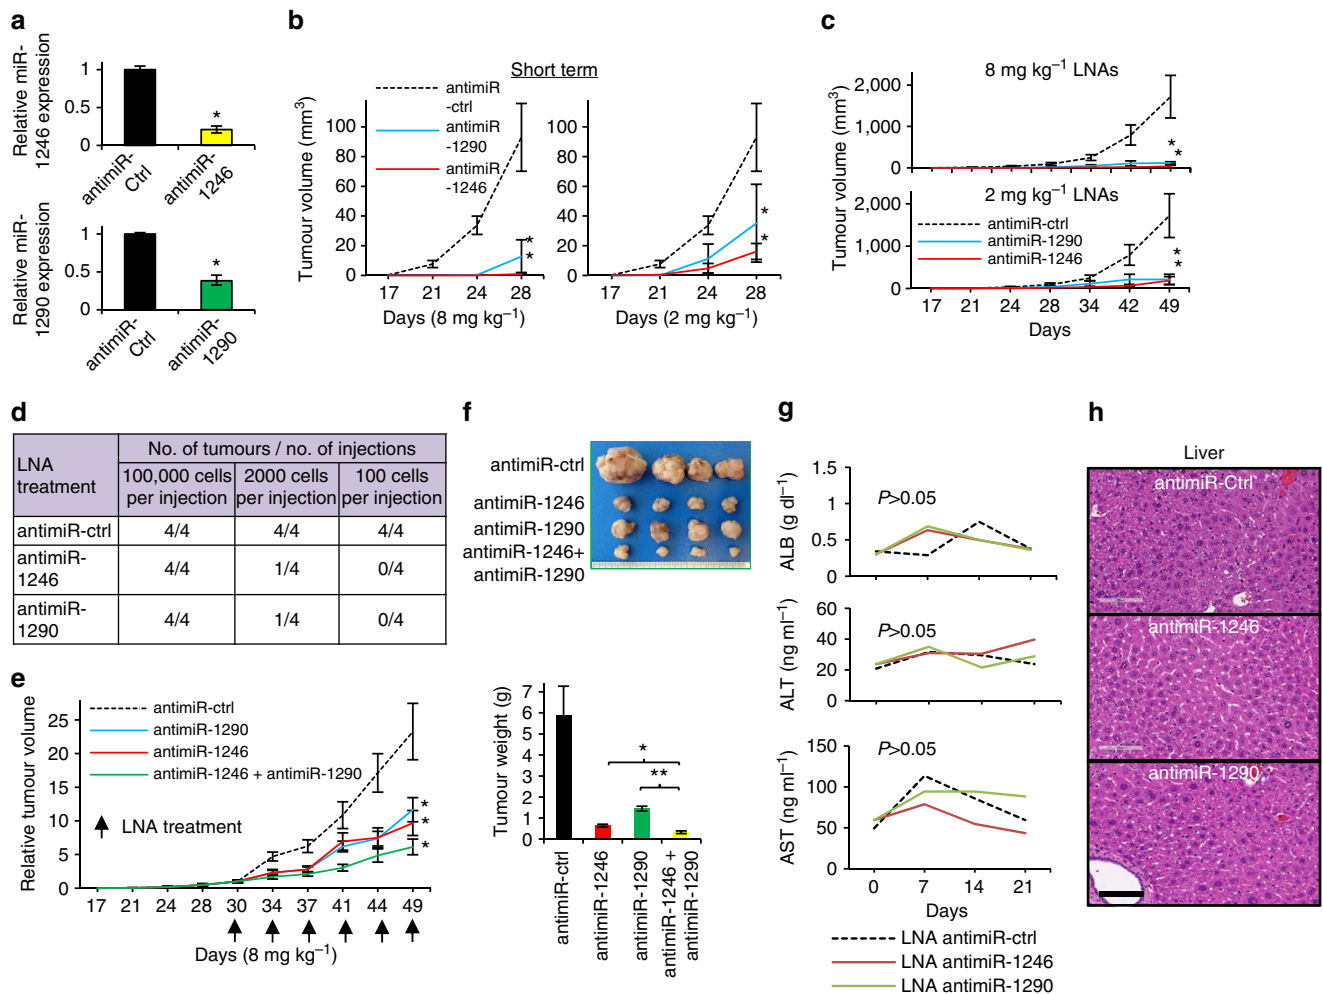 a
Relative miR-
1246 expression
1
0.5
0
*
antimiR-
Ctrl
antimiR-
1246
Relative miR-
1290 expression
1
0.5
0
*
antimiR-
Ctrl
antimiR-
1290
b
Short term
Tumour volume (mm³)
100
80
60
40
20
0
antimiR
-ctrl
antimiR
-1290
antimiR
-1246
*
*
17 21 24 28
Days (8 mg kg⁻¹)
100
80
60
40
20
0
*
*
17 21 24 28
Days (2 mg kg⁻¹)
c
Tumour volume (mm³)
8 mg kg⁻¹ LNAs
2,000
1,000
0
*
*
2 mg kg⁻¹ LNAs
2,000
1,000
0
antimiR-ctrl
antimiR-1290
antimiR-1246
*
*
17 21 24 28 34 42 49
Days
d
LNA
treatment
No. of tumours / no. of injections
100,000 cells
per injection
2000 cells
per injection
100 cells
per injection
antimiR-ctrl 4/4 4/4 4/4
antimiR-
1246
4/4 1/4 0/4
antimiR-
1290
4/4 1/4 0/4
e
Relative tumour volume
25
20
15
10
5
0
antimiR-ctrl
antimiR-1290
antimiR-1246
antimiR-1246 + antimiR-1290
LNA treatment
*
*
*
17 21 24 28 30 34 37 41 44 49
Days (8 mg kg⁻¹)
f
antimiR-ctrl
antimiR-1246
antimiR-1290
antimiR-1246+
antimiR-1290
Tumour weight (g)
7
6
5
4
3
2
1
0
*
**
antimiR-ctrl
antimiR-1246
antimiR-1290
antimiR-1246 +
antimiR-1290
g
ALB (g dl⁻¹)
1.5
1.0
0.5
0
P>0.05
ALT (ng ml⁻¹)
60
40
20
0
P>0.05
AST (ng ml⁻¹)
150
100
50
0
P>0.05
0 7 14 21
Days
LNA antimiR-ctrl
LNA antimiR-1246
LNA antimiR-1290
h
Liver
antimiR-Ctrl
antimiR-1246
antimiR-1290